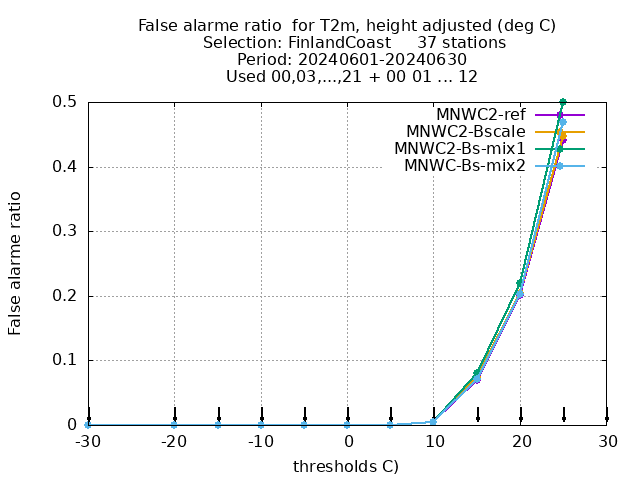 False alarme ratio  for T2m, height adjusted (deg C)
Selection: FinlandCoast     37 stations
Period: 20240601-20240630
Used 00,03,...,21 + 00 01 ... 12
MNWC2-ref
MNWC2-Bscale
MNWC2-Bs-mix1
MNWC-Bs-mix2
False alarme ratio
0.5
0.4
0.3
0.2
0.1
0
-30 -20 -10 0 10 20 30
thresholds C)